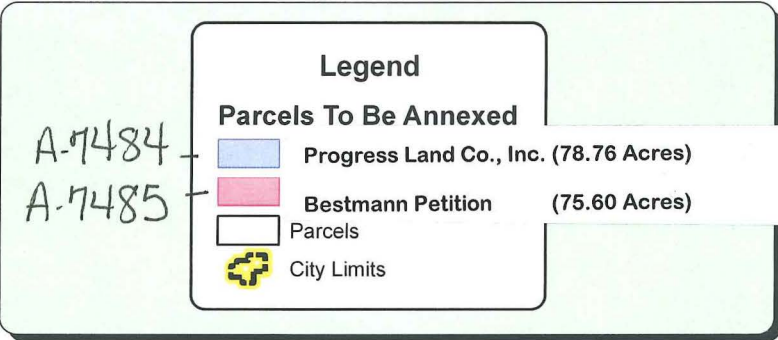 Legend
Parcels To Be Annexed
A-7484 - Progress Land Co., Inc. (78.76 Acres)
A-7485 - Bestmann Petition (75.60 Acres)
Parcels
City Limits